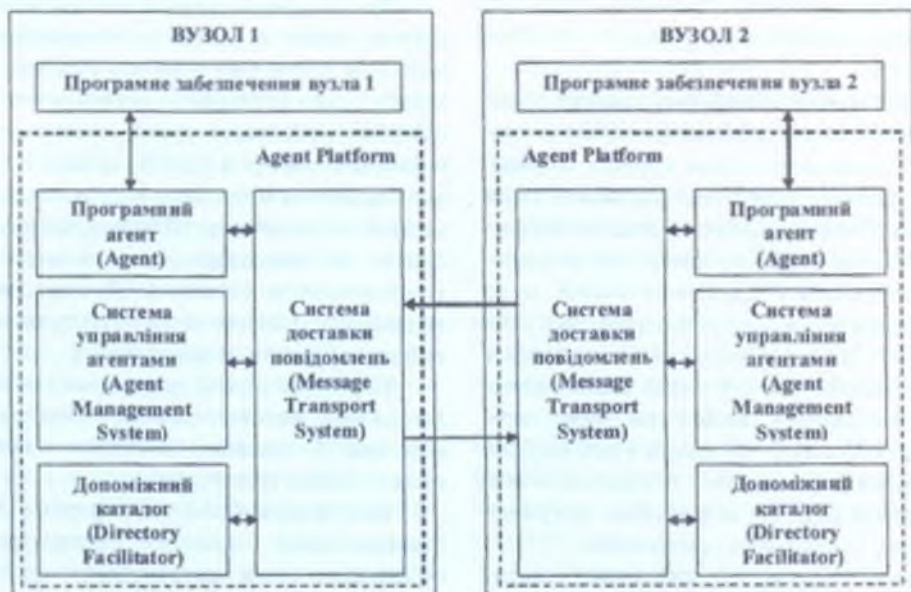 ВУЗОЛ 1
Програмне забезпечення вузла 1
Agent Platform
Програмний
агент
(Agent)
Система
управління
агентами
(Agent
Management
System)
Допоміжний
каталог
(Directory
Facilitator)
Система
доставки
повідомлень
(Message
Transport
System)
ВУЗОЛ 2
Програмне забезпечення вузла 2
Agent Platform
Система
доставки
повідомлень
(Message
Transport
System)
Програмний
агент
(Agent)
Система
управління
агентами
(Agent
Management
System)
Допоміжний
каталог
(Directory
Facilitator)